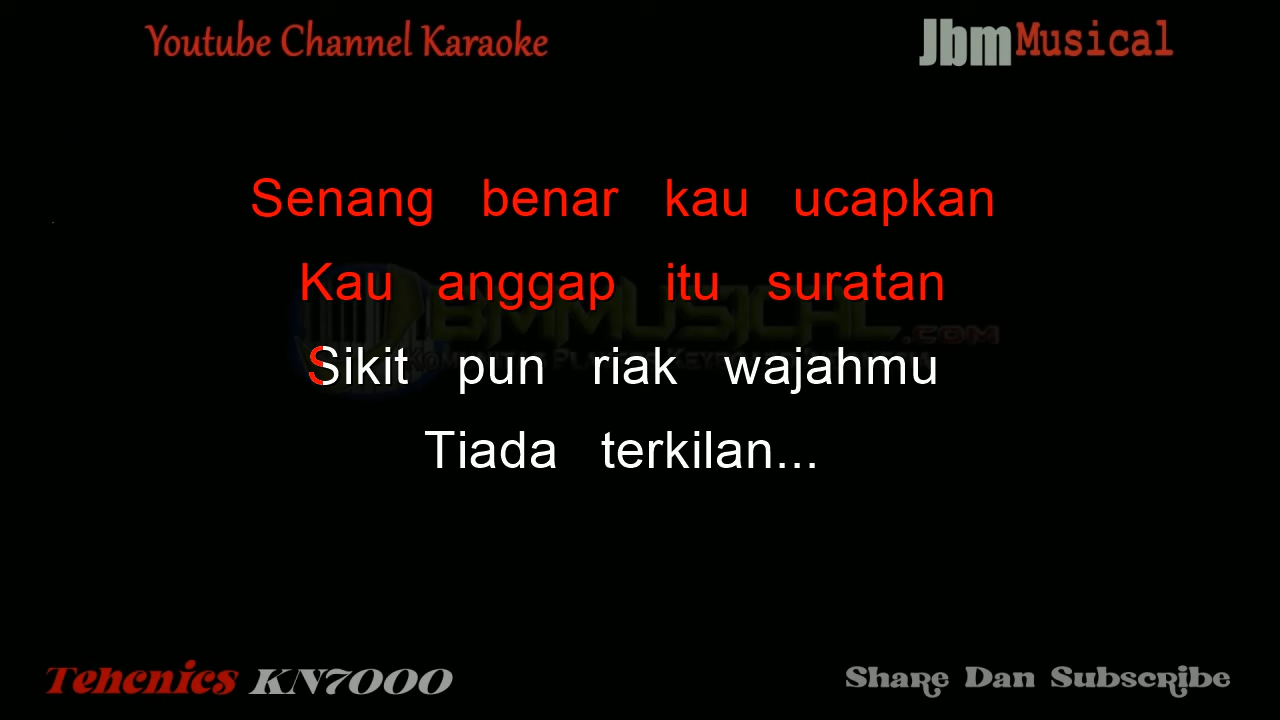 Youtube Channel Karaoke
JbmMusical
Senang benar kau ucapkan
Kau anggap itu suratan
Sikit pun riak wajahmu
Tiada terkilan...
Tehcnics KN7000
Share Dan Subscribe